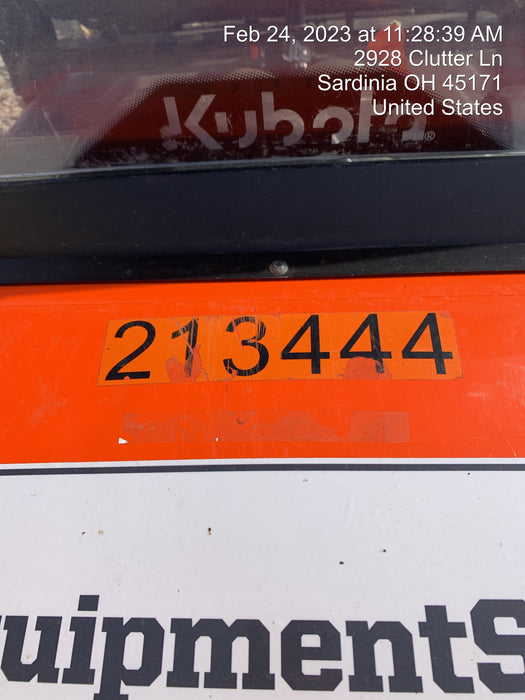 Feb 24, 2023 at 11:28:39 AM
2928 Clutter Ln
Sardinia OH 45171
United States
Kubota®
213444
uipmentS